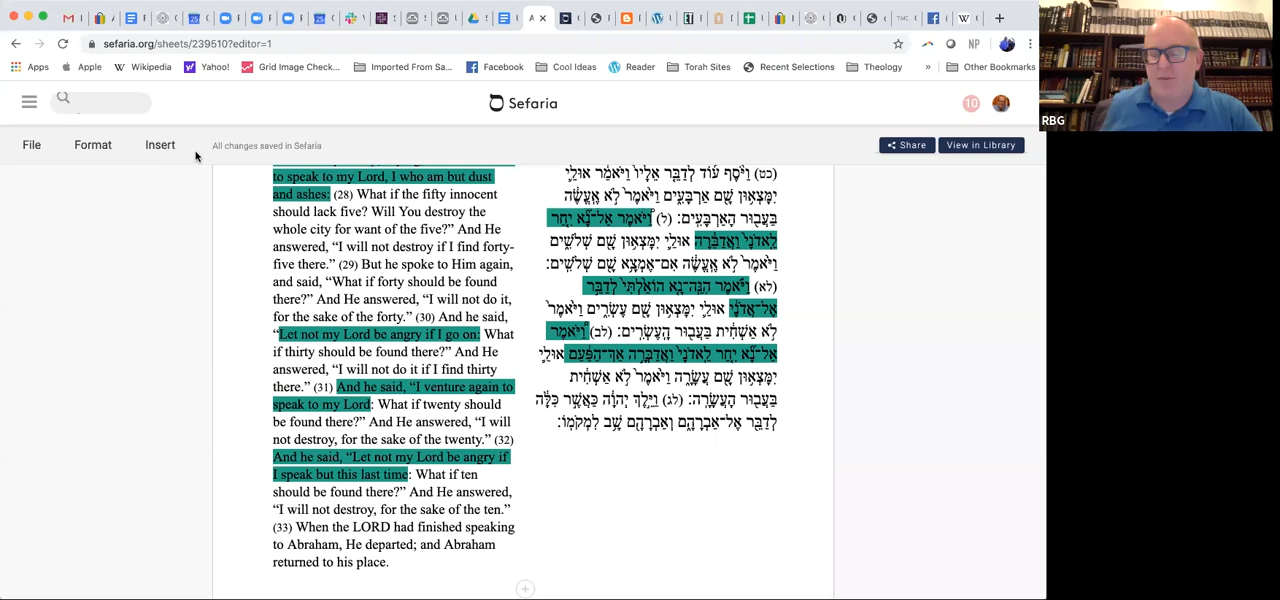 sefaria.org/sheets/239510?editor=1
NP
Apps
Apple
Wikipedia
Yahoo!
Grid Image Check...
Imported From Sa...
Facebook
Cool Ideas
Reader
Torah Sites
Recent Selections
Theology
»
Other Bookmarks
RBG
Sefaria
10
File
Format
Insert
All changes saved in Sefaria
Share
View in Library
to speak to my Lord, I who am but dust
and ashes: (28) What if the fifty innocent
should lack five? Will You destroy the
whole city for want of the five?” And He
answered, “I will not destroy if I find forty-
five there.” (29) But he spoke to Him again,
and said, “What if forty should be found
there?” And He answered, “I will not do it,
for the sake of the forty.” (30) And he said,
“Let not my Lord be angry if I go on: What
if thirty should be found there?” And He
answered, “I will not do it if I find thirty
there.” (31) And he said, “I venture again to
speak to my Lord: What if twenty should
be found there?” And He answered, “I will
not destroy, for the sake of the twenty.” (32)
And he said, “Let not my Lord be angry if
I speak but this last time: What if ten
should be found there?” And He answered,
“I will not destroy, for the sake of the ten.”
(33) When the LORD had finished speaking
to Abraham, He departed; and Abraham
returned to his place.
(כט) וַיֹּ֨סֶף ע֜וֹד לְדַבֵּ֤ר אֵלָיו֙ וַיֹּאמַ֔ר אוּלַ֛י
יִמָּצְא֥וּן שָׁ֖ם אַרְבָּעִ֑ים וַיֹּ֙אמֶר֙ לֹ֣א אֶֽעֱשֶׂ֔ה
בַּעֲב֖וּר הָאַרְבָּעִֽים׃ (ל) וַ֠יֹּאמֶר אַל־נָ֞א יִ֤חַר
לַֽאדֹנָי֙ וַאֲדַבֵּ֔רָה אוּלַ֛י יִמָּצְא֥וּן שָׁ֖ם שְׁלֹשִׁ֑ים
וַיֹּ֙אמֶר֙ לֹ֣א אֶֽעֱשֶׂ֔ה אִם־אֶמְצָ֥א שָׁ֖ם שְׁלֹשִֽׁים׃
(לא) וַיֹּ֗אמֶר הִנֵּֽה־נָ֤א הוֹאַ֙לְתִּי֙ לְדַבֵּ֣ר
אֶל־אֲדֹנָ֔י אוּלַ֛י יִמָּצְא֥וּן שָׁ֖ם עֶשְׂרִ֑ים וַיֹּ֙אמֶר֙
לֹ֣א אַשְׁחִ֔ית בַּעֲב֖וּר הָֽעֶשְׂרִֽים׃ (לב) וַ֠יֹּאמֶר
אַל־נָ֞א יִ֤חַר לַֽאדֹנָי֙ וַאֲדַבְּרָ֣ה אַךְ־הַפַּ֔עַם אוּלַ֛י
יִמָּצְא֥וּן שָׁ֖ם עֲשָׂרָ֑ה וַיֹּ֙אמֶר֙ לֹ֣א אַשְׁחִ֔ית
בַּעֲב֖וּר הָעֲשָׂרָֽה׃ (לג) וַיֵּ֣לֶךְ יְהוָ֔ה כַּאֲשֶׁ֣ר כִּלָּ֔ה
לְדַבֵּ֖ר אֶל־אַבְרָהָ֑ם וְאַבְרָהָ֖ם שָׁ֥ב לִמְקֹמֽוֹ׃